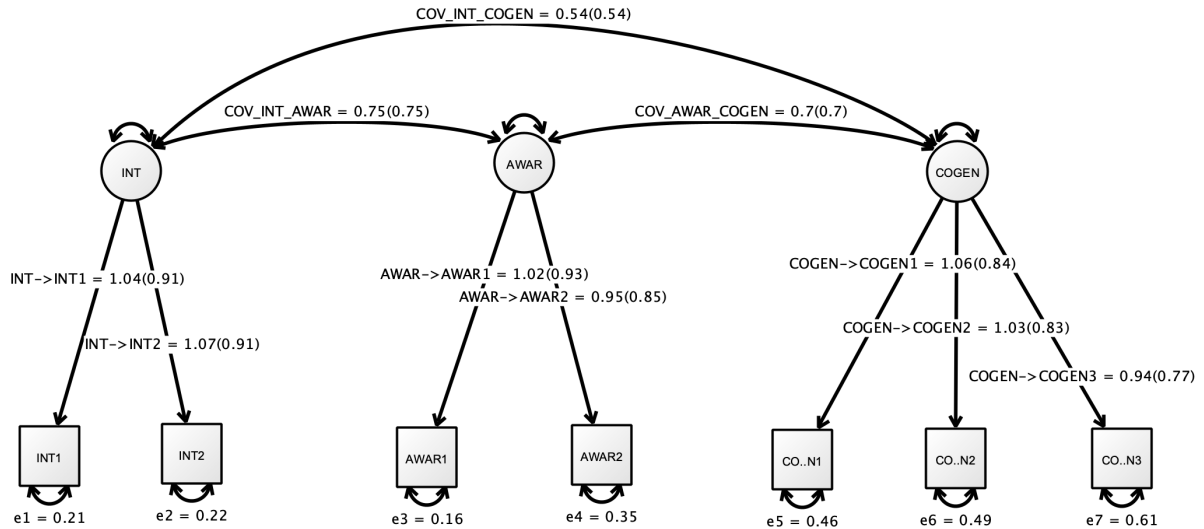 COV_INT_COGEN = 0.54(0.54)
COV_INT_AWAR = 0.75(0.75)
COV_AWAR_COGEN = 0.7(0.7)
INT
AWAR
COGEN
INT->INT1 = 1.04(0.91)
AWAR->AWAR1 = 1.02(0.93)
COGEN->COGEN1 = 1.06(0.84)
AWAR->AWAR2 = 0.95(0.85)
INT->INT2 = 1.07(0.91)
COGEN->COGEN2 = 1.03(0.83)
COGEN->COGEN3 = 0.94(0.77)
INT1
INT2
AWAR1
AWAR2
CO..N1
CO..N2
CO..N3
e1 = 0.21
e2 = 0.22
e3 = 0.16
e4 = 0.35
e5 = 0.46
e6 = 0.49
e7 = 0.61